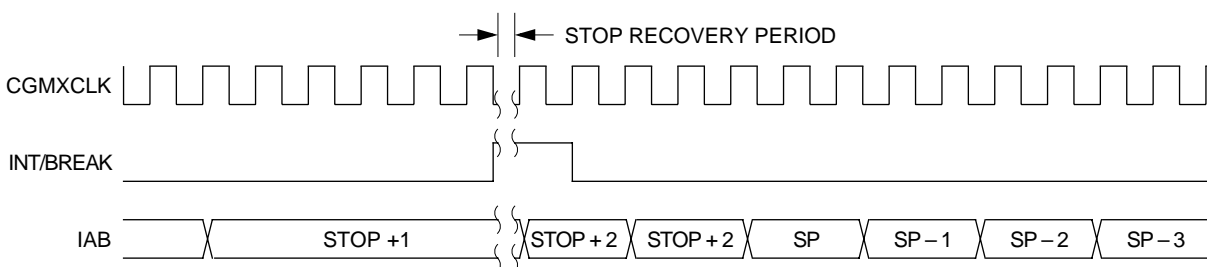 STOP RECOVERY PERIOD
CGMXCLK
INT/BREAK
IAB STOP +1 STOP + 2 STOP + 2 SP SP – 1 SP – 2 SP – 3